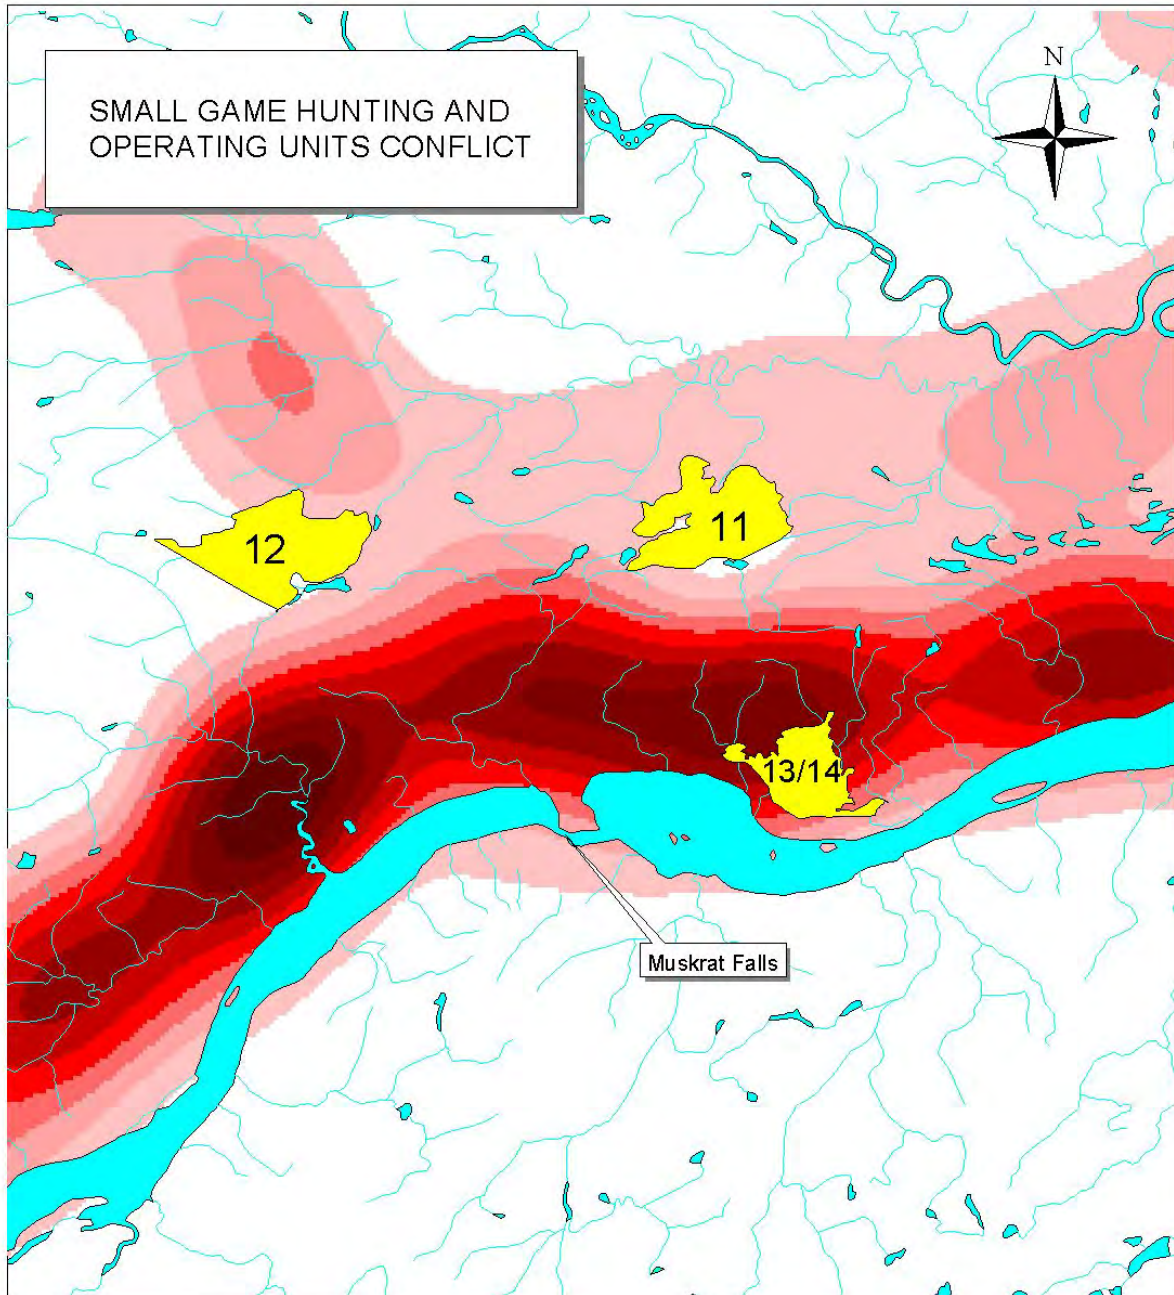 SMALL GAME HUNTING AND
OPERATING UNITS CONFLICT
N
11
12
13/14
Muskrat Falls